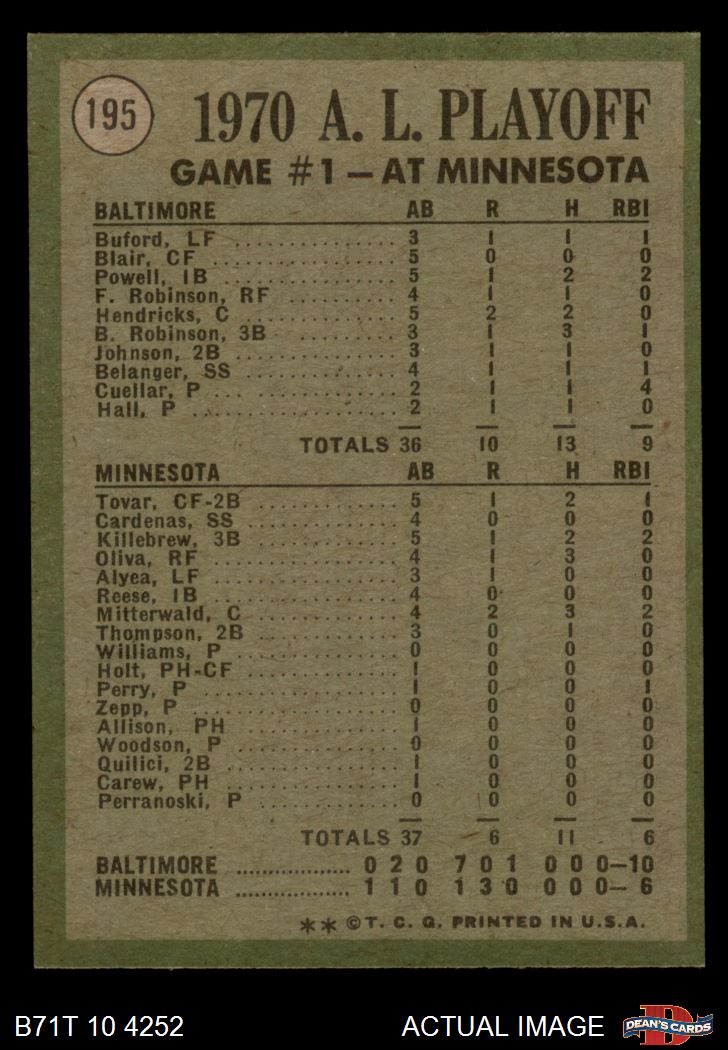 195
1970 A. L. PLAYOFF
GAME #1 — AT MINNESOTA
BALTIMORE AB R H RBI
Buford, LF .............. 3 1 1 1
Blair, CF ................ 5 0 0 0
Powell, 1B .............. 5 1 2 2
F. Robinson, RF ......... 4 1 1 0
Hendricks, C ............ 5 2 2 0
B. Robinson, 3B ........ 3 1 3 1
Johnson, 2B ............. 3 1 1 0
Belanger, SS ............ 4 1 1 1
Cuellar, P ............... 2 1 1 4
Hall, P .................. 2 1 1 0
TOTALS 36 10 13 9
MINNESOTA AB R H RBI
Tovar, CF-2B ............ 5 1 2 1
Cardenas, SS ............ 4 0 0 0
Killebrew, 3B ........... 5 1 2 2
Oliva, RF ................ 4 1 3 0
Alyea, LF ................ 3 1 0 0
Reese, 1B ............... 4 0 0 0
Mitterwald, C ........... 4 2 3 2
Thompson, 2B ........... 3 0 1 0
Williams, P .............. 0 0 0 0
Holt, PH-CF ............. 1 0 0 0
Perry, P ................. 1 0 0 1
Zepp, P .................. 0 0 0 0
Allison, PH .............. 1 0 0 0
Woodson, P .............. 0 0 0 0
Quilici, 2B .............. 1 0 0 0
Carew, PH ............... 1 0 0 0
Perranoski, P ........... 0 0 0 0
TOTALS 37 6 11 6
BALTIMORE .................. 0 2 0 7 0 1 0 0 0—10
MINNESOTA .................. 1 1 0 1 3 0 0 0 0— 6
** © T. C. G. PRINTED IN U.S.A.
B71T 10 4252 ACTUAL IMAGE DEAN'S CARDS